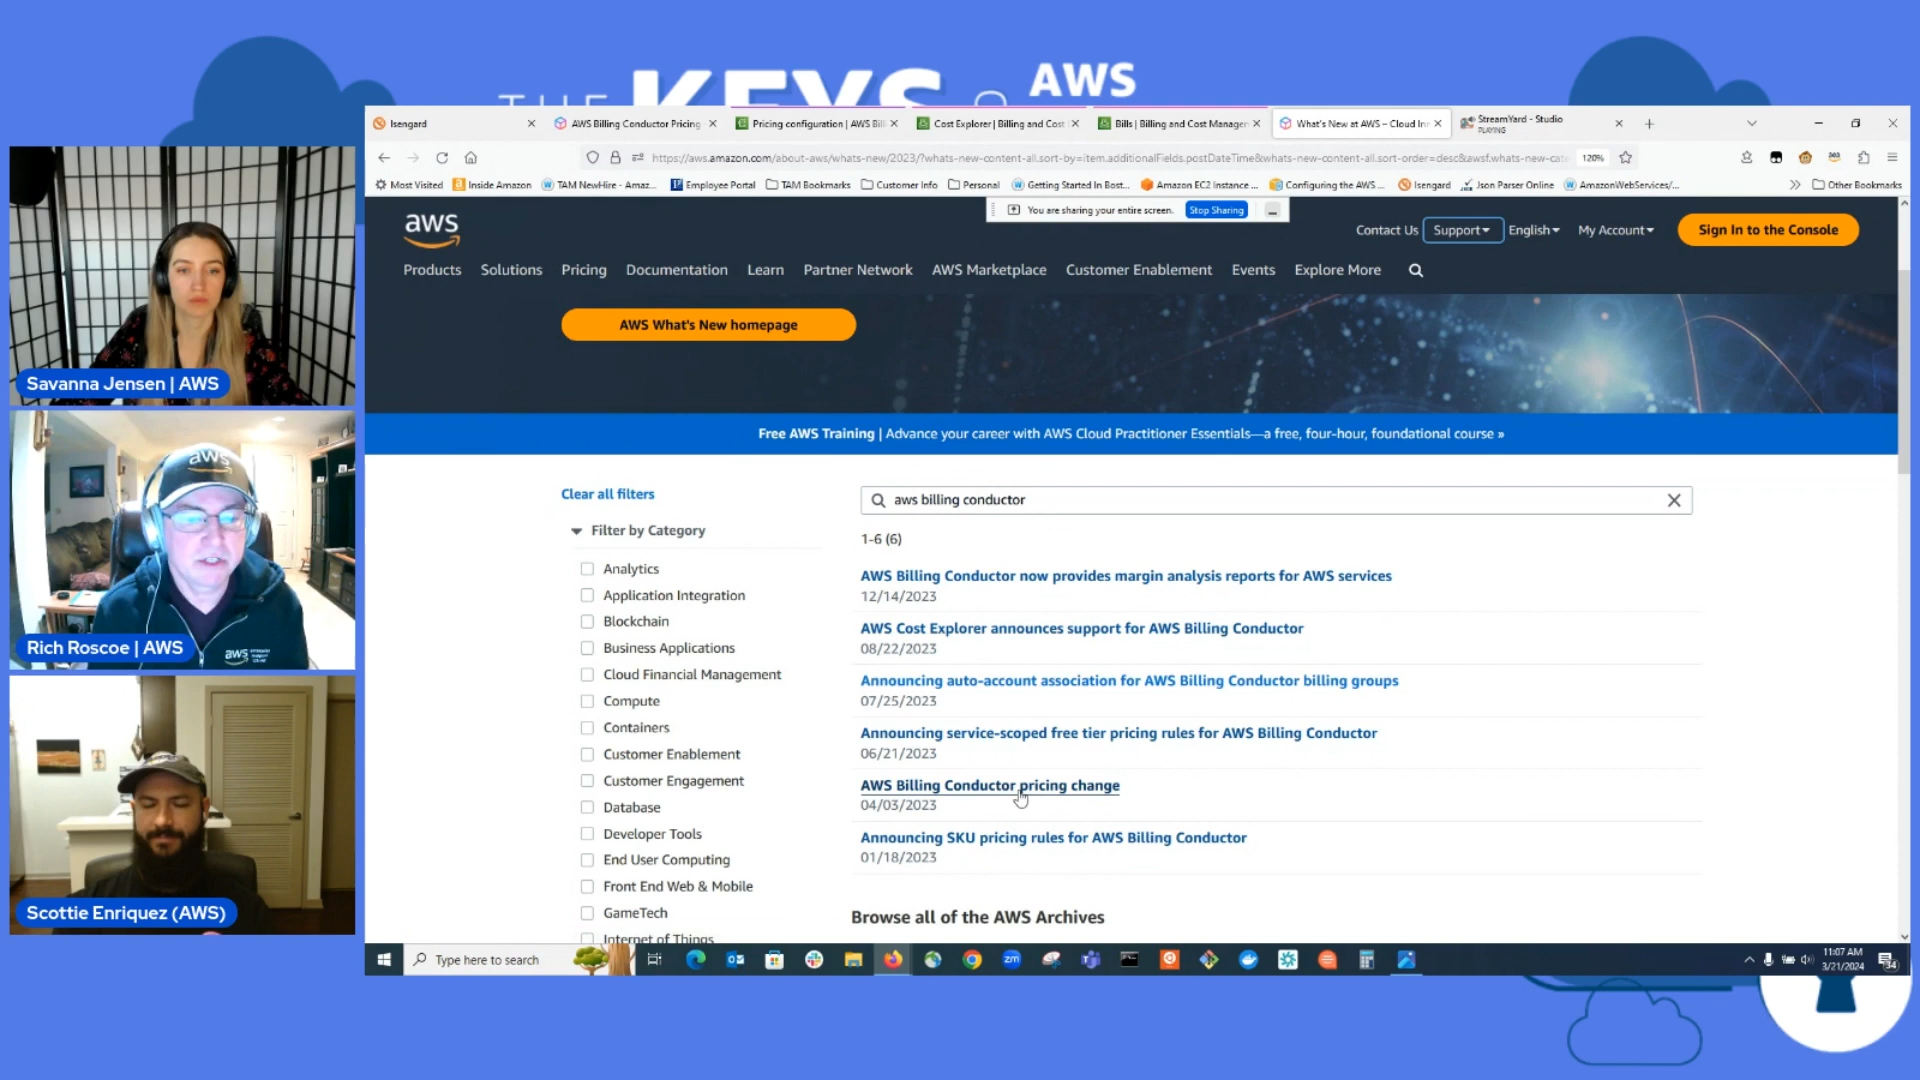 THE KEYS AWS
Isengard
AWS Billing Conductor Pricing
Pricing configuration | AWS Bill
Cost Explorer | Billing and Cost
Bills | Billing and Cost Manager
What's New at AWS – Cloud Inn
StreamYard - Studio
PLAYING
https://aws.amazon.com/about-aws/whats-new/2023/?whats-new-content-all.sort-by=item.additionalFields.postDateTime&whats-new-content-all.sort-order=desc&awsf.whats-new-cate
120%
Most Visited
Inside Amazon
TAM NewHire - Amaz...
Employee Portal
TAM Bookmarks
Customer Info
Personal
Getting Started In Bost...
Amazon EC2 Instance ...
Configuring the AWS ...
Isengard
Json Parser Online
AmazonWebServices/...
Other Bookmarks
You are sharing your entire screen.
Stop Sharing
aws
Contact Us
Support
English
My Account
Sign In to the Console
Products
Solutions
Pricing
Documentation
Learn
Partner Network
AWS Marketplace
Customer Enablement
Events
Explore More
AWS What's New homepage
Free AWS Training | Advance your career with AWS Cloud Practitioner Essentials—a free, four-hour, foundational course »
Clear all filters
Filter by Category
Analytics
Application Integration
Blockchain
Business Applications
Cloud Financial Management
Compute
Containers
Customer Enablement
Customer Engagement
Database
Developer Tools
End User Computing
Front End Web & Mobile
GameTech
Internet of Things
aws billing conductor
1-6 (6)
AWS Billing Conductor now provides margin analysis reports for AWS services
12/14/2023
AWS Cost Explorer announces support for AWS Billing Conductor
08/22/2023
Announcing auto-account association for AWS Billing Conductor billing groups
07/25/2023
Announcing service-scoped free tier pricing rules for AWS Billing Conductor
06/21/2023
AWS Billing Conductor pricing change
04/03/2023
Announcing SKU pricing rules for AWS Billing Conductor
01/18/2023
Browse all of the AWS Archives
Type here to search
zm
11:07 AM
3/21/2024
34
Savanna Jensen | AWS
aws
aws
Rich Roscoe | AWS
Scottie Enriquez (AWS)